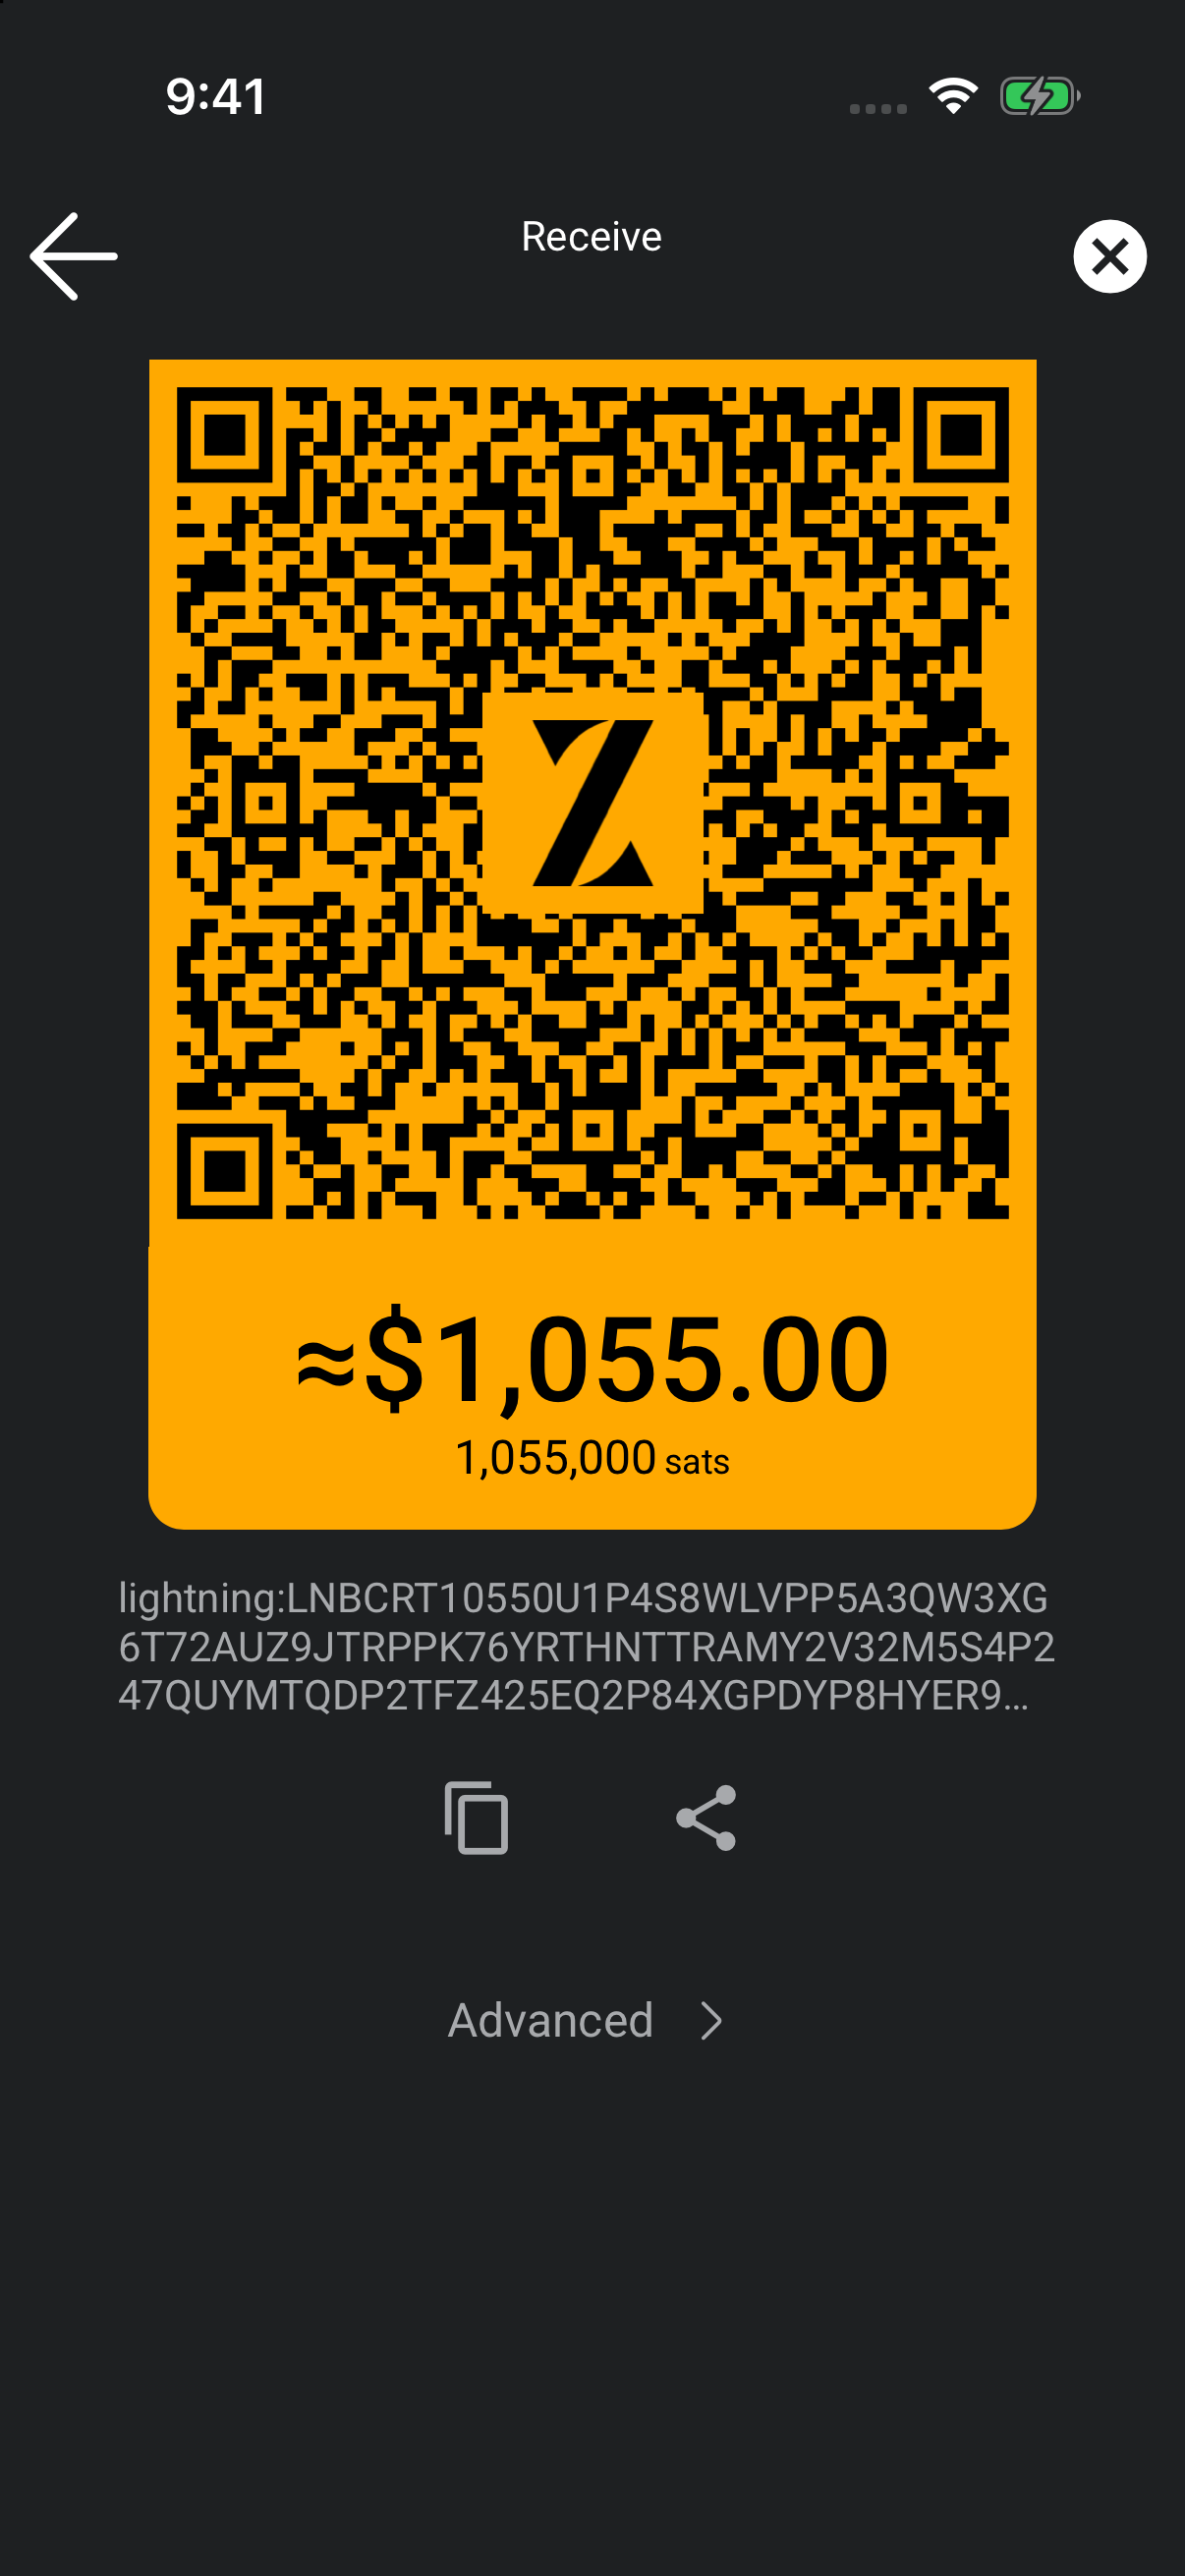 9:41
Receive
Z
≈$1,055.00
1,055,000 sats
lightning:LNBCRT10550U1P4S8WLVPP5A3QW3XG
6T72AUZ9JTRPPK76YRTHNTTRAMY2V32M5S4P2
47QUYMTQDP2TFZ425EQ2P84XGPDYP8HYER9...
Advanced